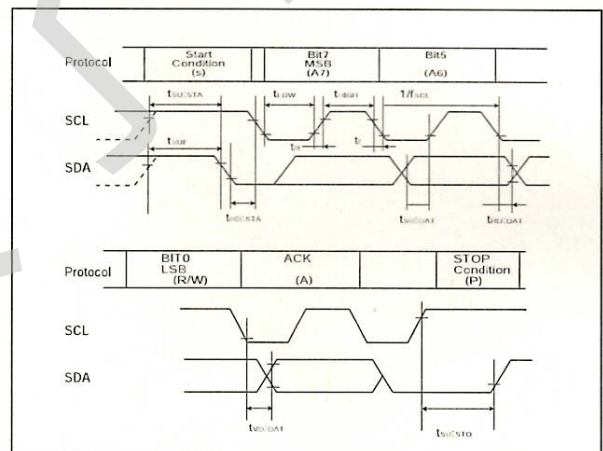 Protocol
Start Condition (s)
Bit7 MSB (A7)
Bit6 (A6)
tSU:STA
tLOW
tHIGH
1/fSCL
SCL
tBUF
tR
tF
SDA
tHD:STA
tSU:DAT
tHD:DAT
Protocol
BIT0 LSB (R/W)
ACK (A)
STOP Condition (P)
SCL
SDA
tVD:DAT
tSU:STO